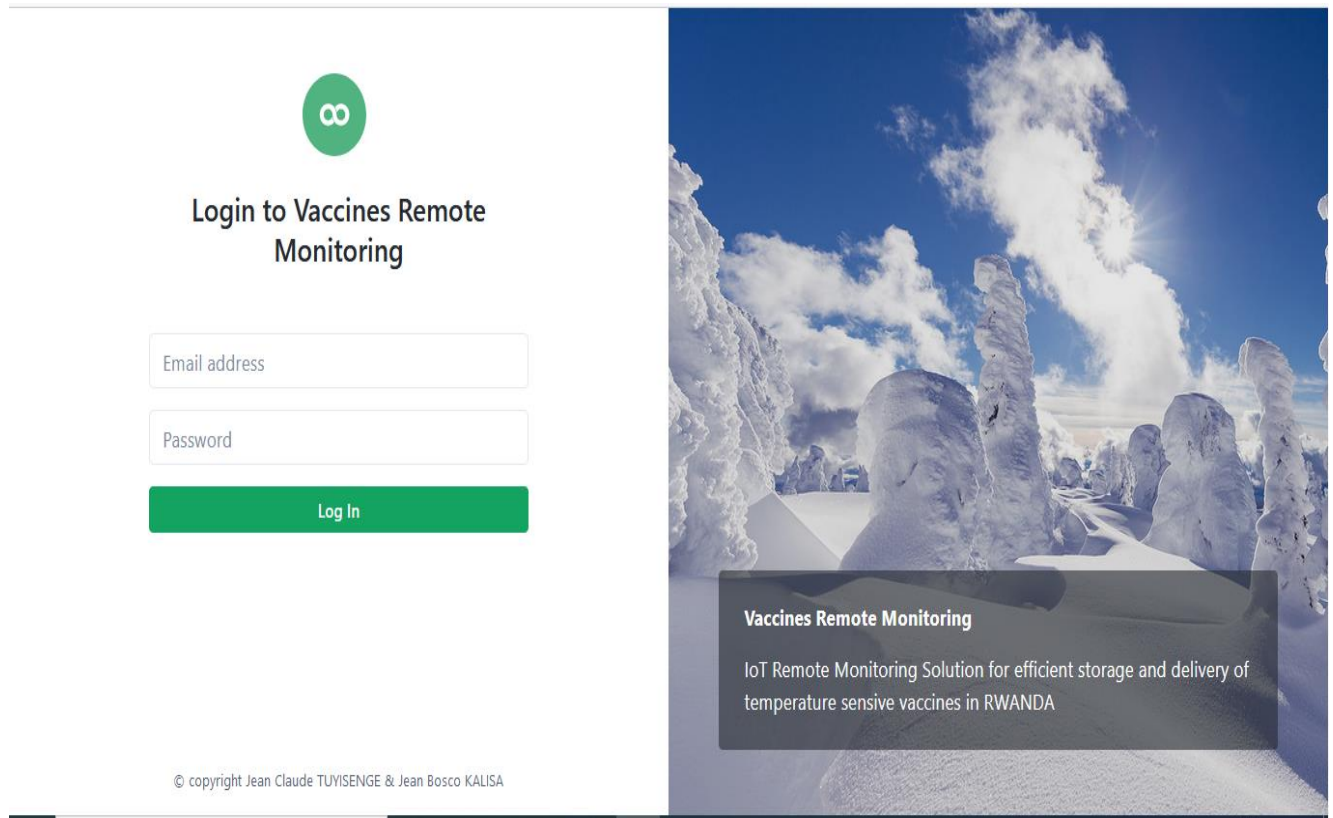 Login to Vaccines Remote
Monitoring
Email address
Password
Log In
© copyright Jean Claude TUYISENGE & Jean Bosco KALISA
Vaccines Remote Monitoring
IoT Remote Monitoring Solution for efficient storage and delivery of
temperature sensive vaccines in RWANDA